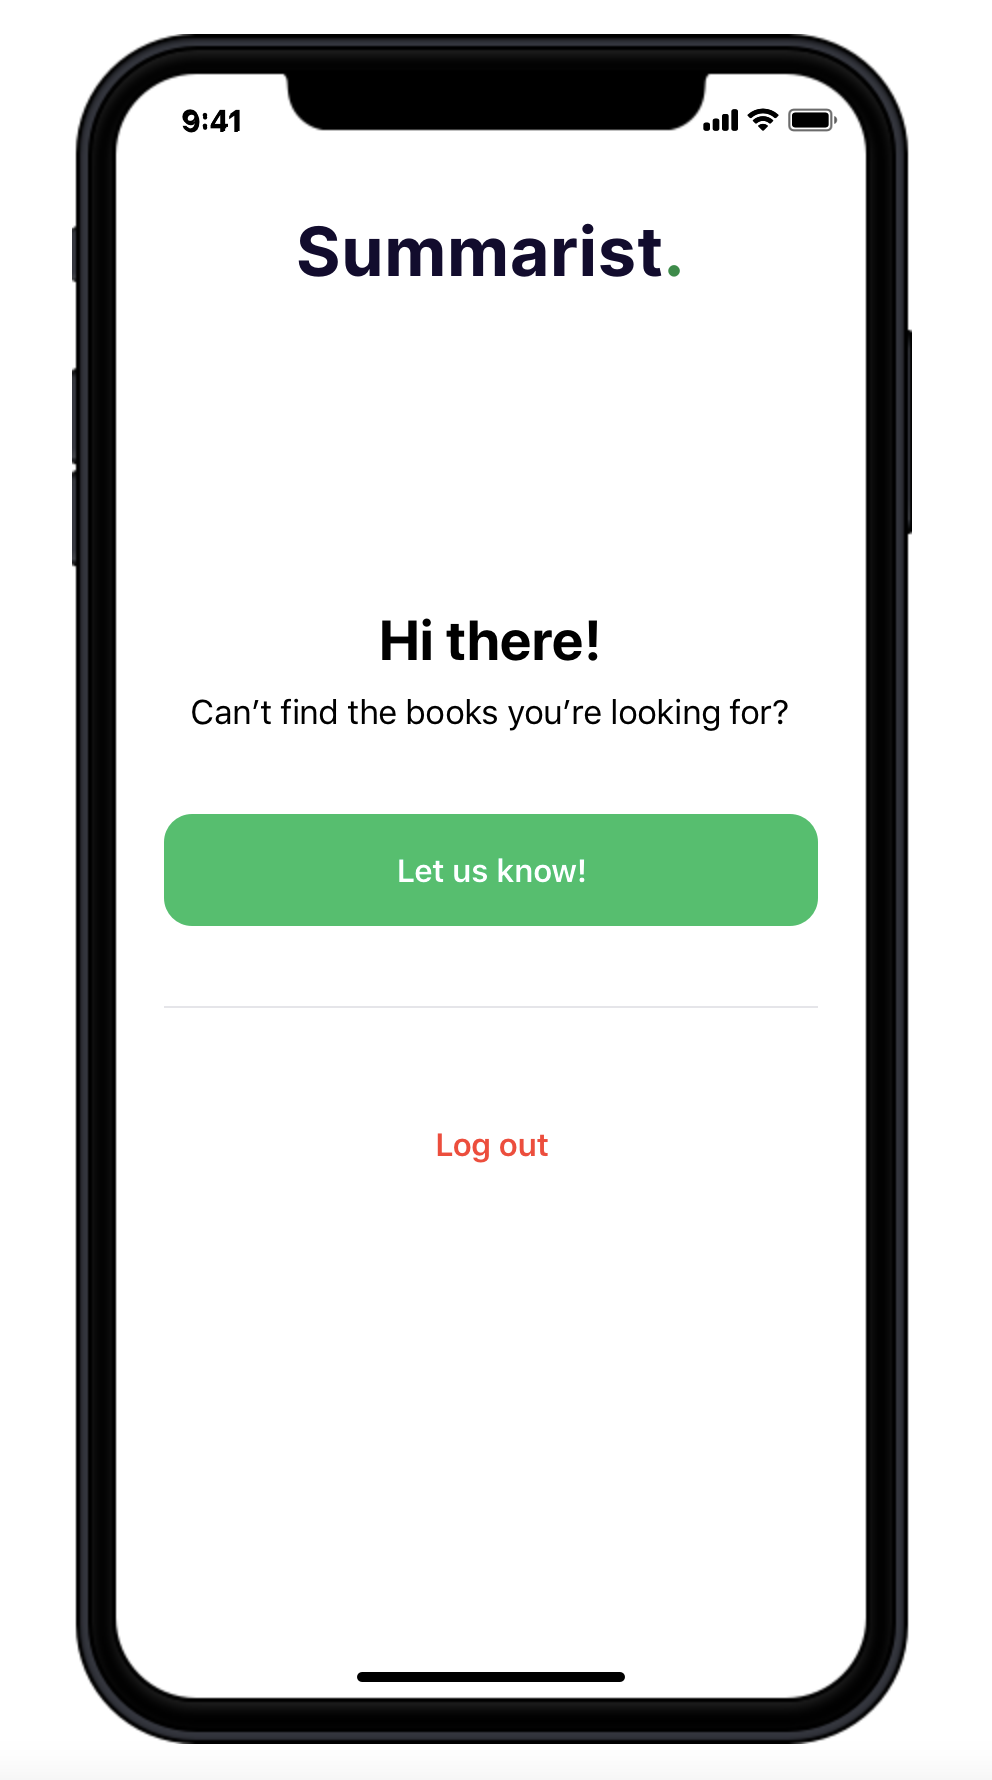 9:41
Summarist.
Hi there!
Can’t find the books you’re looking for?
Let us know!
Log out